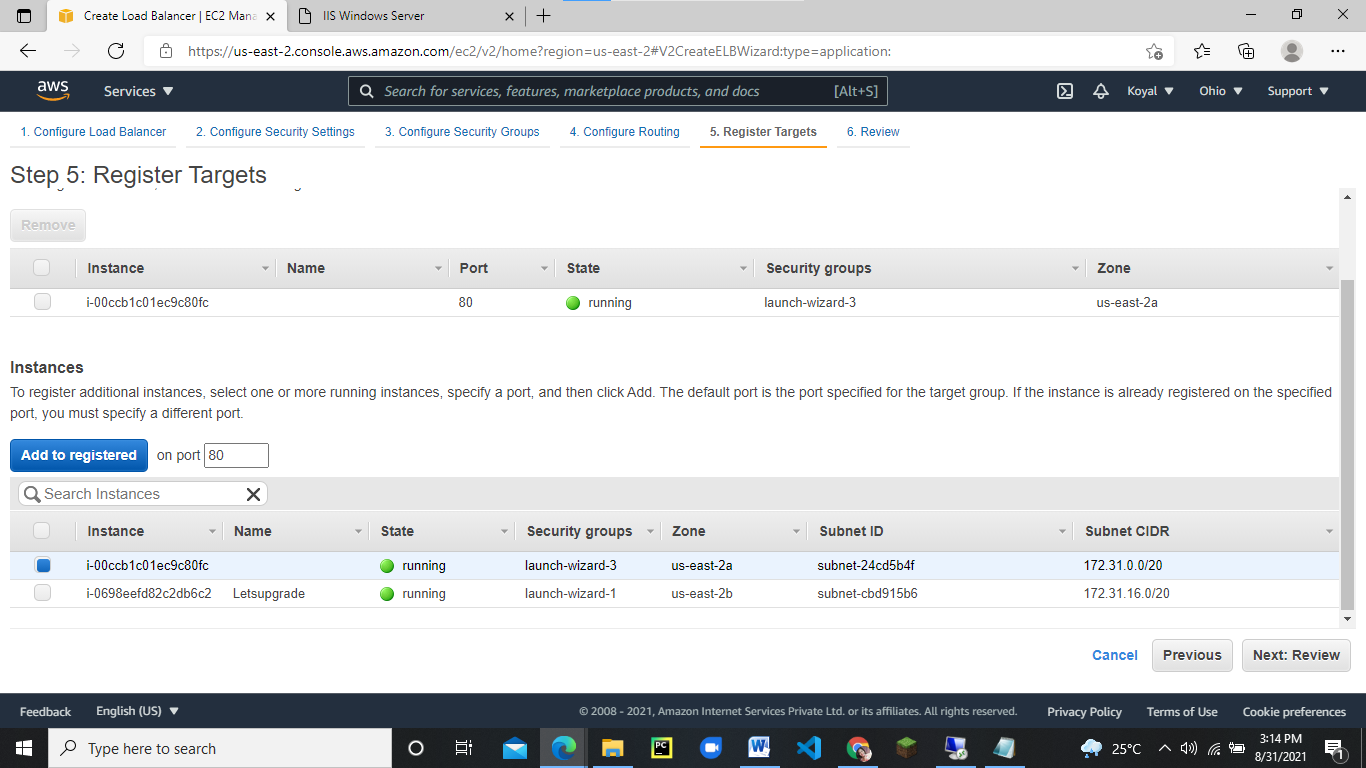 Create Load Balancer | EC2 Mana
IIS Windows Server
https://us-east-2.console.aws.amazon.com/ec2/v2/home?region=us-east-2#V2CreateELBWizard:type=application:
aws Services Search for services, features, marketplace products, and docs [Alt+S] Koyal Ohio Support
1. Configure Load Balancer 2. Configure Security Settings 3. Configure Security Groups 4. Configure Routing 5. Register Targets 6. Review
Step 5: Register Targets
Remove
Instance Name Port State Security groups Zone
i-00ccb1c01ec9c80fc 80 running launch-wizard-3 us-east-2a
Instances
To register additional instances, select one or more running instances, specify a port, and then click Add. The default port is the port specified for the target group. If the instance is already registered on the specified
port, you must specify a different port.
Add to registered on port 80
Search Instances
Instance Name State Security groups Zone Subnet ID Subnet CIDR
i-00ccb1c01ec9c80fc running launch-wizard-3 us-east-2a subnet-24cd5b4f 172.31.0.0/20
i-0698eefd82c2db6c2 Letsupgrade running launch-wizard-1 us-east-2b subnet-cbd915b6 172.31.16.0/20
Cancel Previous Next: Review
Feedback English (US) © 2008 - 2021, Amazon Internet Services Private Ltd. or its affiliates. All rights reserved. Privacy Policy Terms of Use Cookie preferences
Type here to search PC W 25°C 3:14 PM
8/31/2021 1